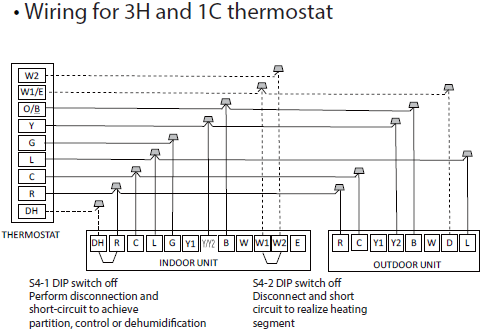 • Wiring for 3H and 1C thermostat
W2
W1/E
O/B
Y
G
L
C
R
DH
THERMOSTAT
DH R C L G Y1 Y/Y2 B W W1 W2 E
INDOOR UNIT
R C Y1 Y2 B W D L
OUTDOOR UNIT
S4-1 DIP switch off
Perform disconnection and
short-circuit to achieve
partition, control or dehumidification
S4-2 DIP switch off
Disconnect and short
circuit to realize heating
segment